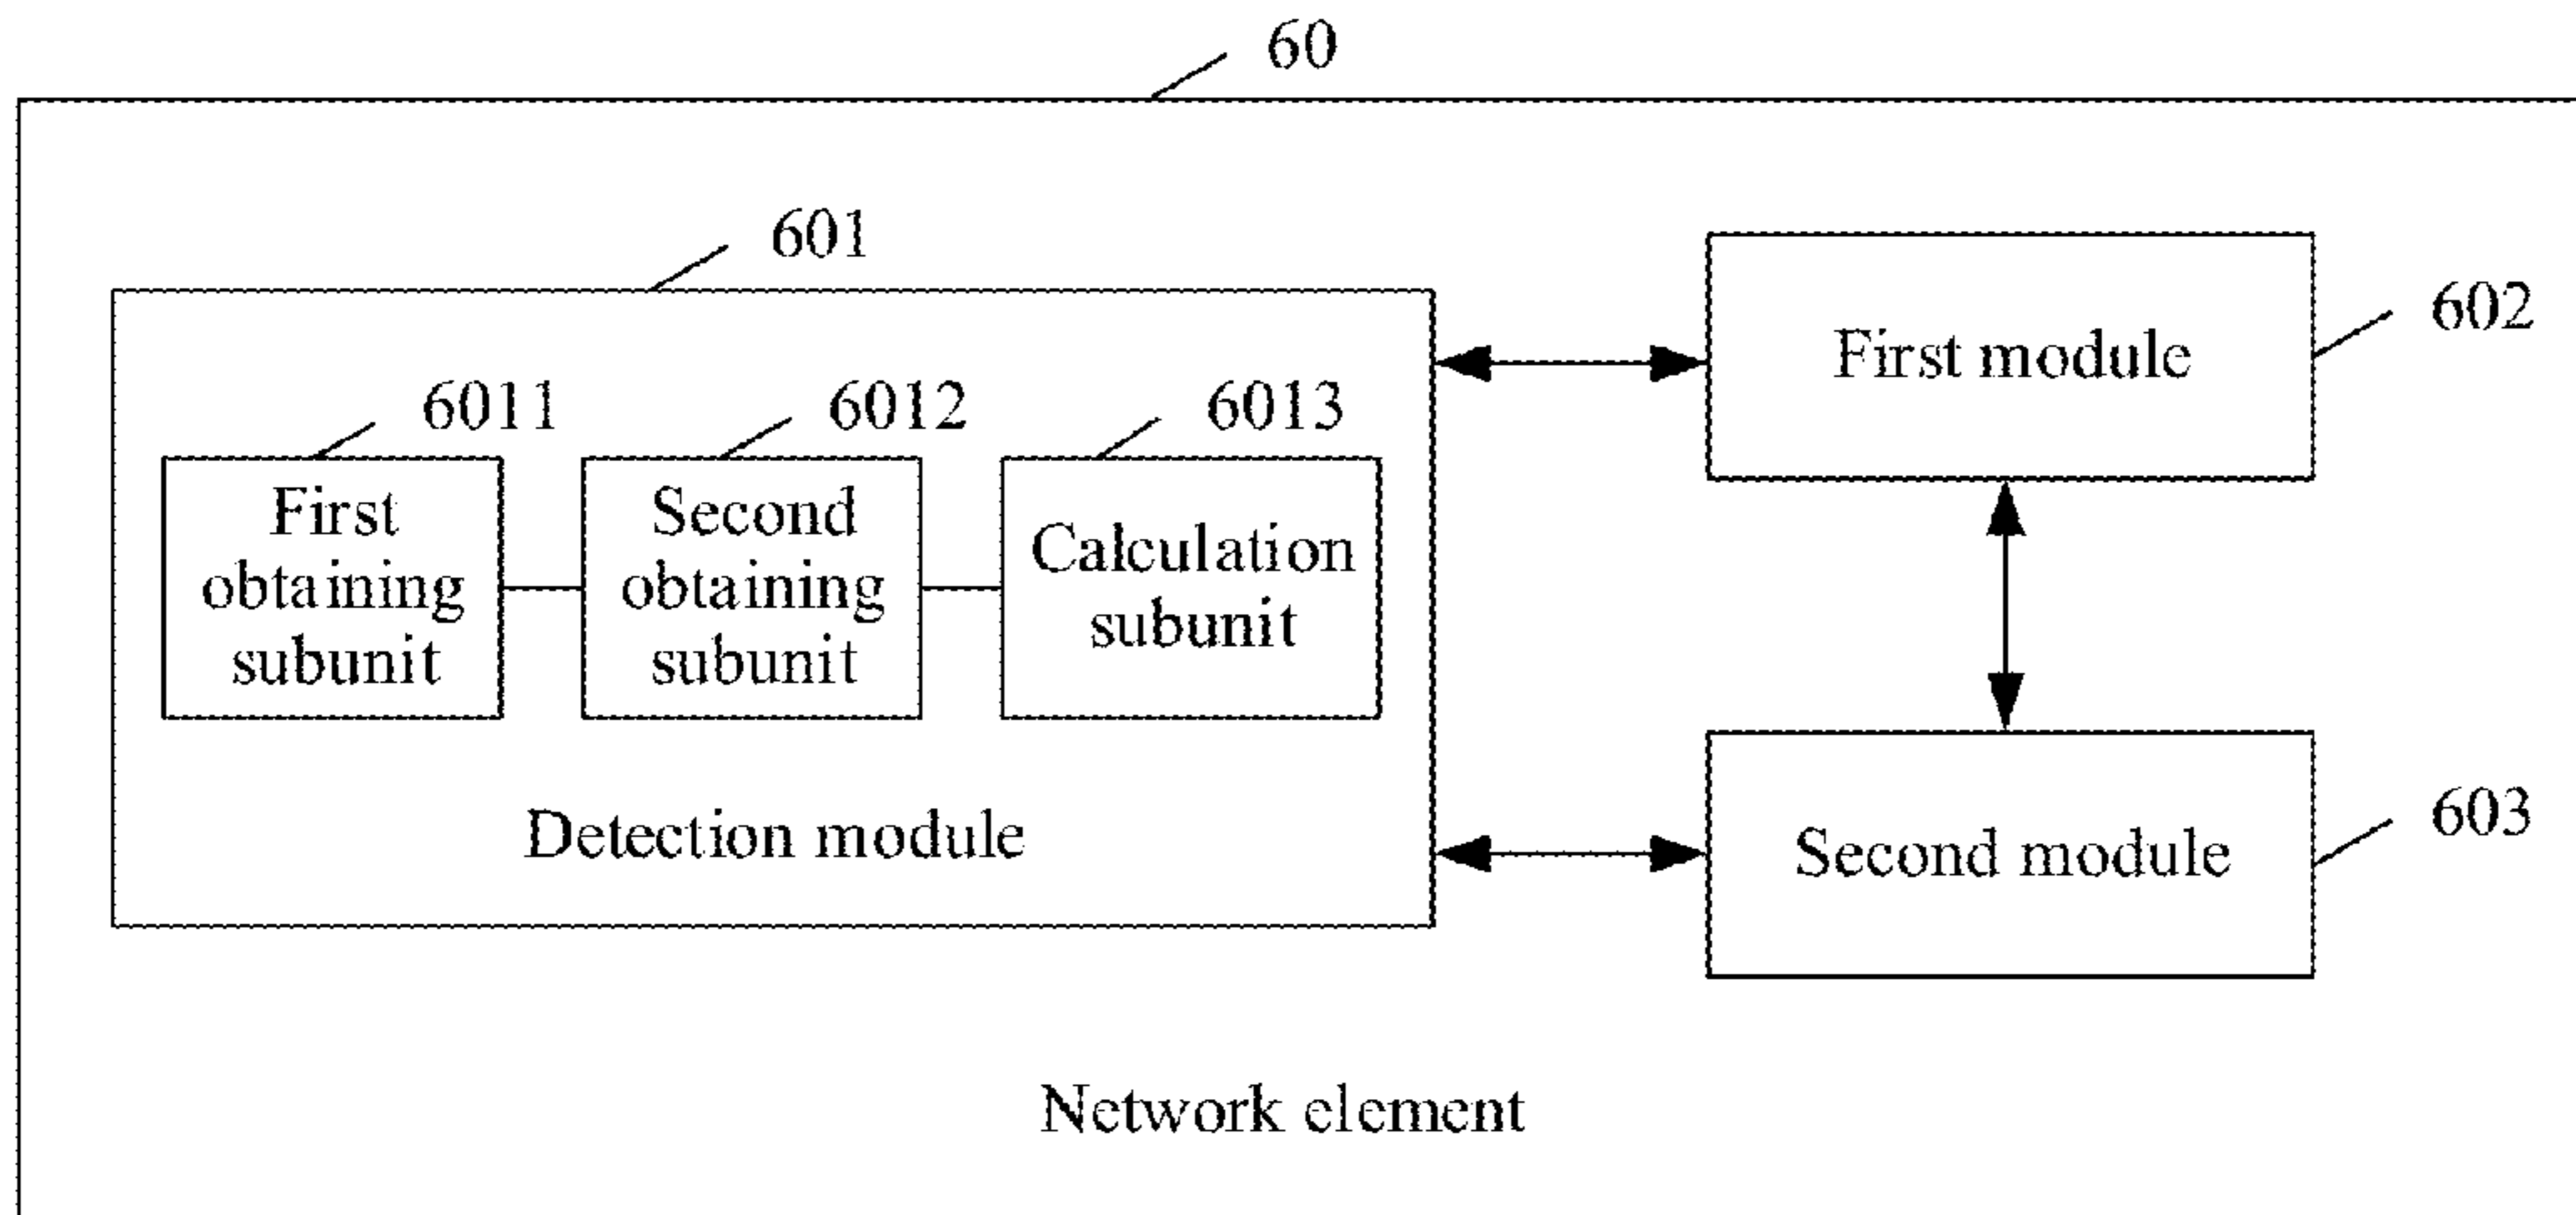 60
601
602
First module
6011
6012
6013
First
obtaining
subunit
Second
obtaining
subunit
Calculation
subunit
Detection module
603
Second module
Network element